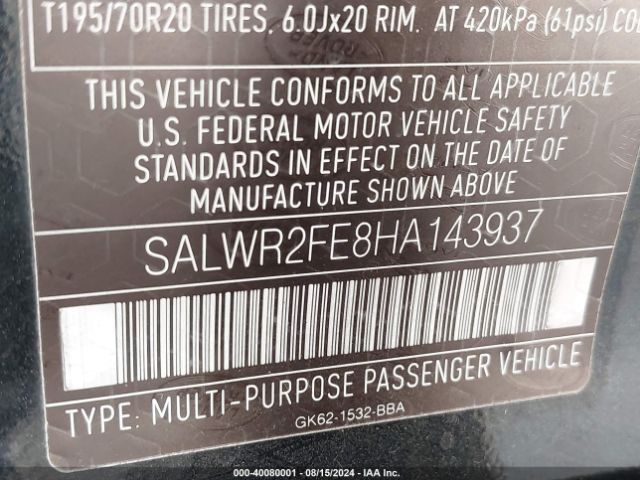 T195/70R20 TIRES, 6.0Jx20 RIM, AT 420kPa (61psi)
THIS VEHICLE CONFORMS TO ALL APPLICABLE
U.S. FEDERAL MOTOR VEHICLE SAFETY
STANDARDS IN EFFECT ON THE DATE OF
MANUFACTURE SHOWN ABOVE
SALWR2FE8HA143937
TYPE: MULTI-PURPOSE PASSENGER VEHICLE
GK62-1532-BBA
000-40080001 - 08/15/2024 - IAA Inc.